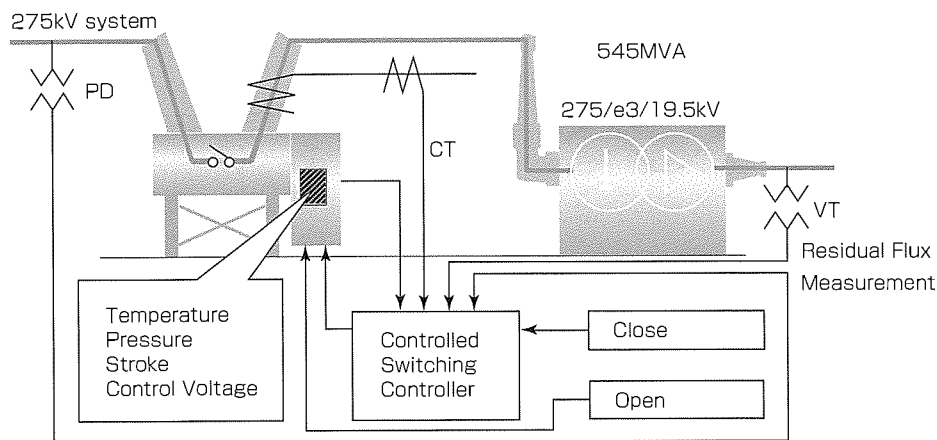 275kV system
545MVA
PD
275/e3/19.5kV
CT
VT
Residual Flux
Measurement
Temperature
Pressure
Stroke
Control Voltage
Controlled
Switching
Controller
Close
Open